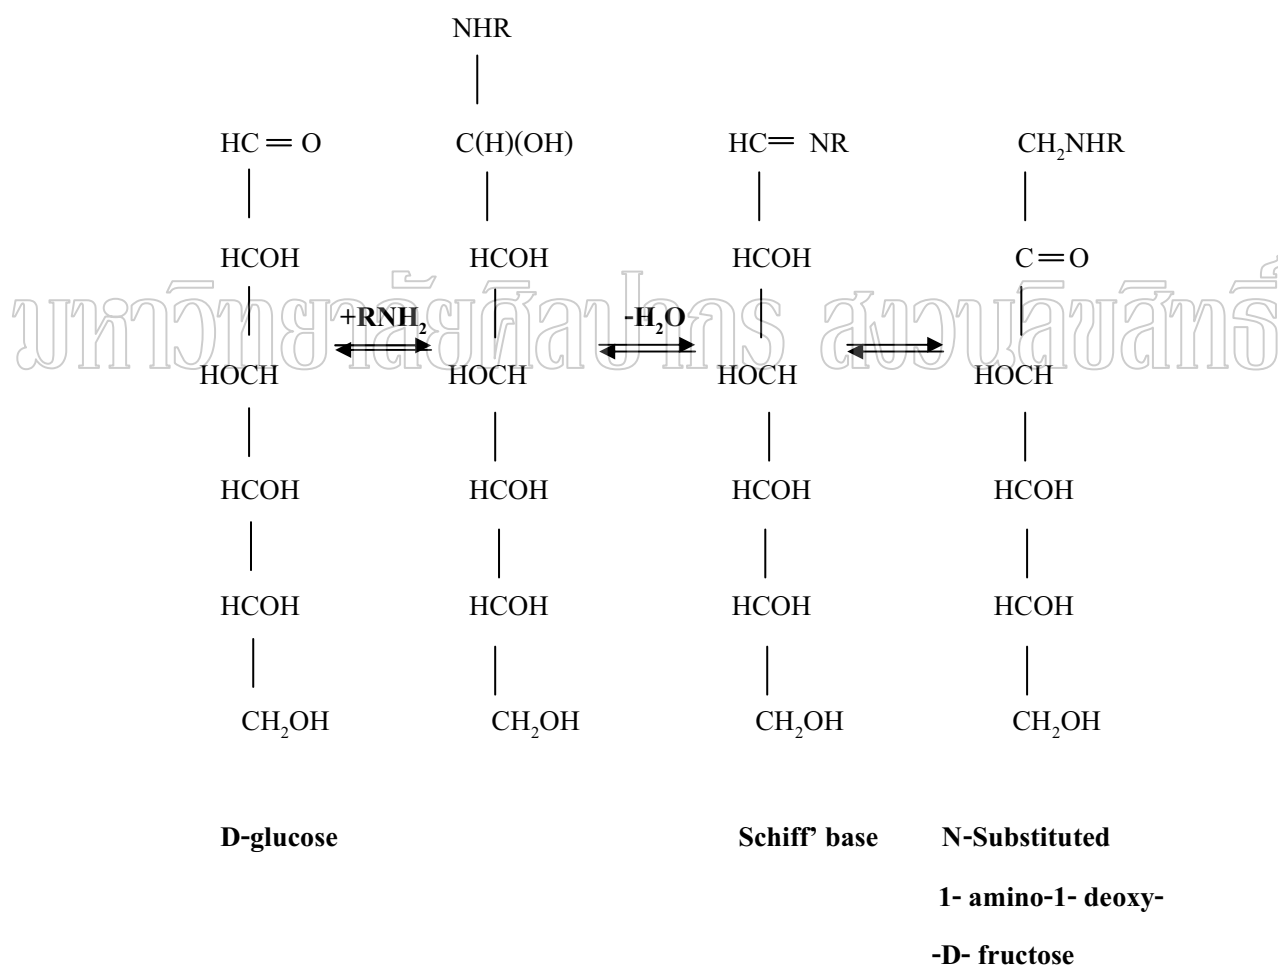 NHR
HC = O C(H)(OH) HC= NR CH₂NHR
HCOH HCOH HCOH C=O
มหาวิทยาลัยศิลปากร สงวนลิขสิทธิ์
+RNH₂ -H₂O
HOCH HOCH HOCH HOCH
HCOH HCOH HCOH HCOH
HCOH HCOH HCOH HCOH
CH₂OH CH₂OH CH₂OH CH₂OH
D-glucose Schiff’ base N-Substituted
1- amino-1- deoxy-
-D- fructose